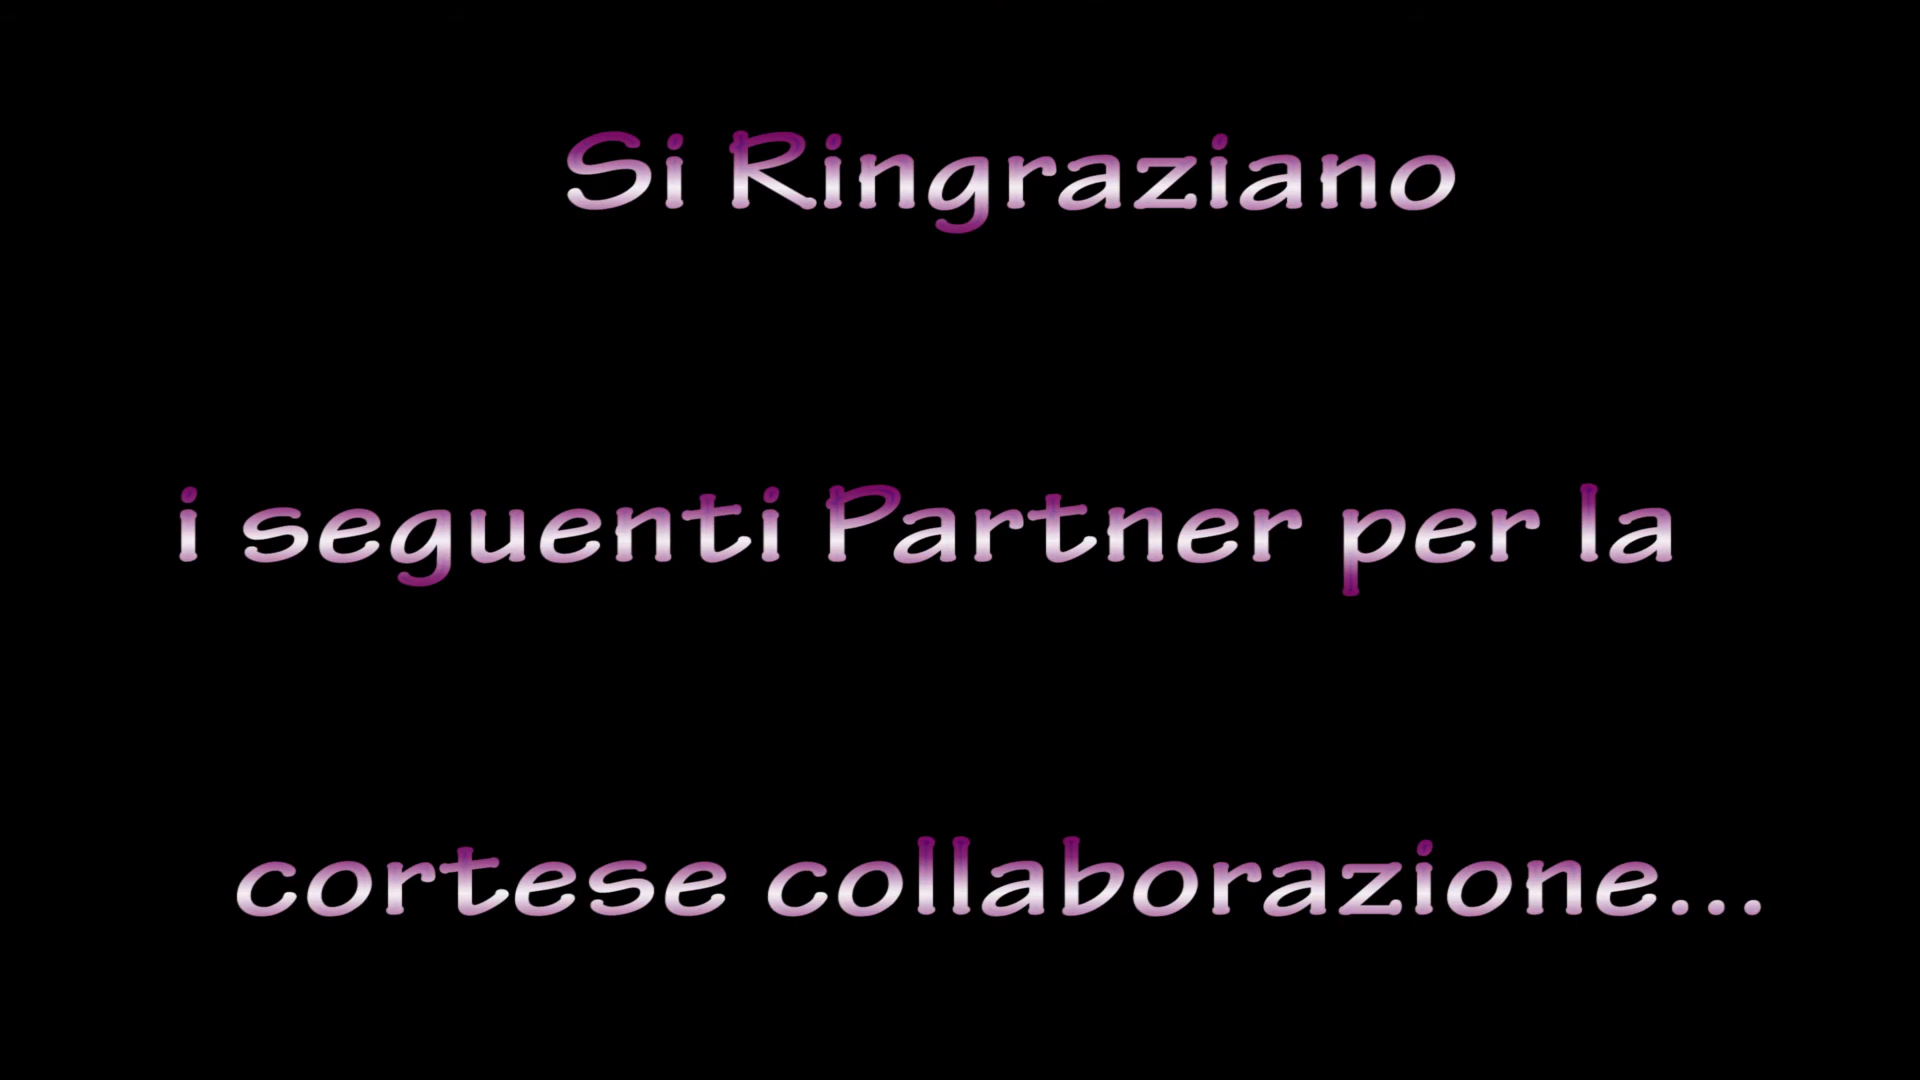 Si Ringraziano
i seguenti Partner per la
cortese collaborazione...